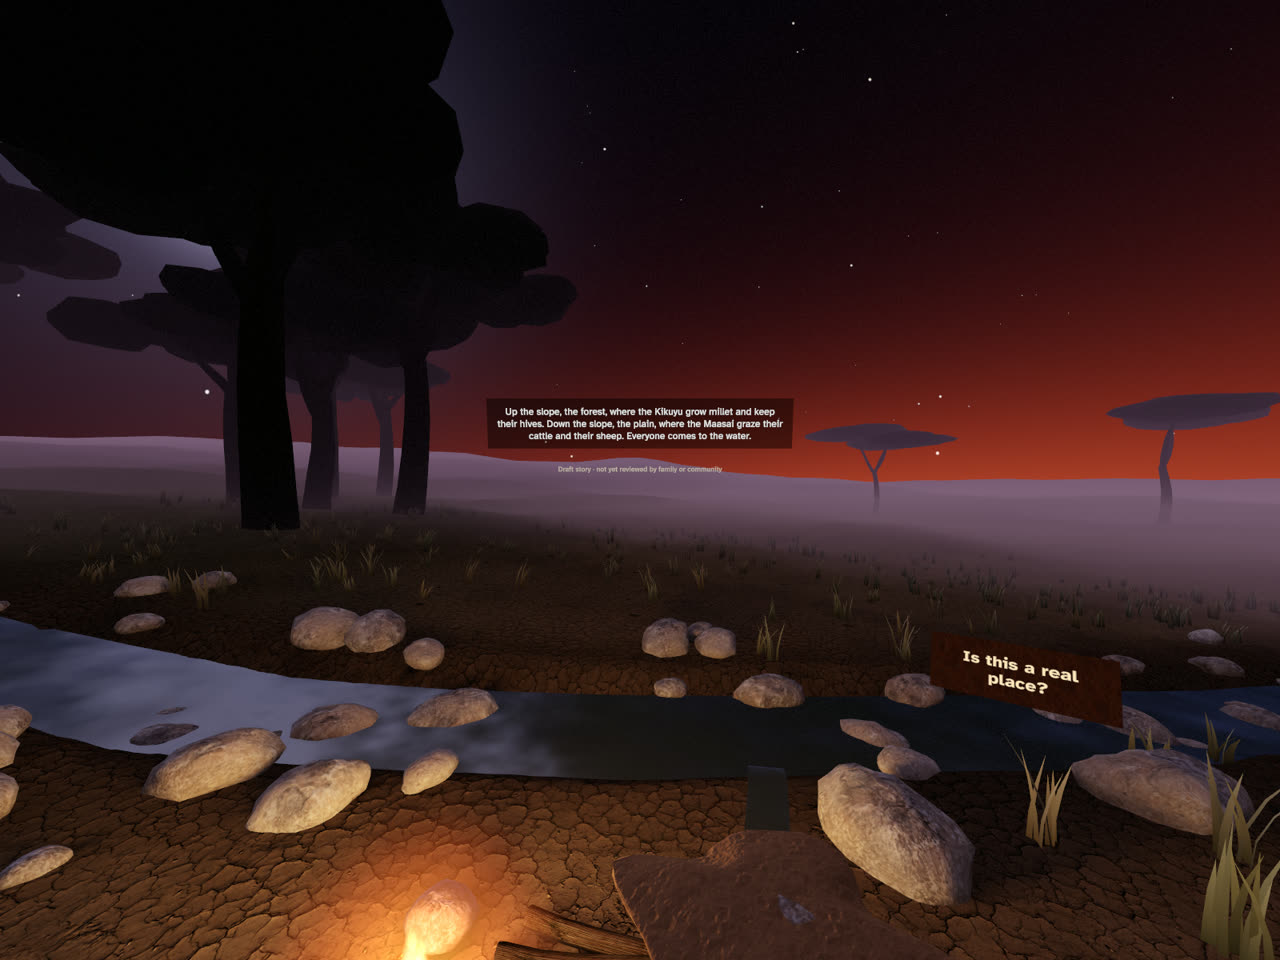 Up the slope, the forest, where the Kikuyu grow millet and keep
their hives. Down the slope, the plain, where the Maasai graze their
cattle and their sheep. Everyone comes to the water.
Draft story - not yet reviewed by family or community
Is this a real
place?